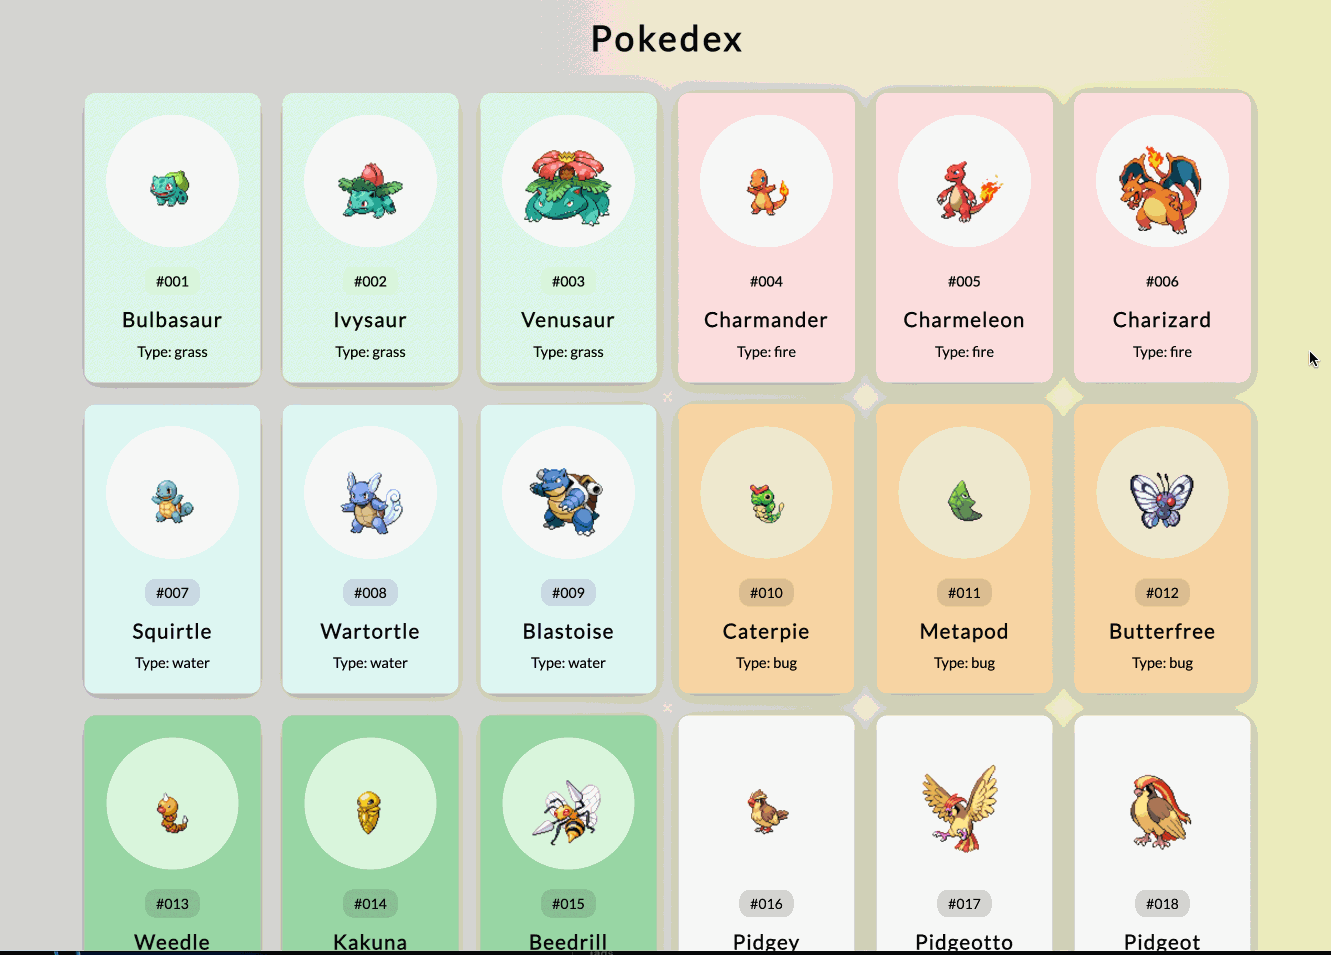 Pokedex
#001
Bulbasaur
Type: grass
#002
Ivysaur
Type: grass
#003
Venusaur
Type: grass
#004
Charmander
Type: fire
#005
Charmeleon
Type: fire
#006
Charizard
Type: fire
#007
Squirtle
Type: water
#008
Wartortle
Type: water
#009
Blastoise
Type: water
#010
Caterpie
Type: bug
#011
Metapod
Type: bug
#012
Butterfree
Type: bug
#013
Weedle
#014
Kakuna
#015
Beedrill
#016
Pidgey
#017
Pidgeotto
#018
Pidgeot